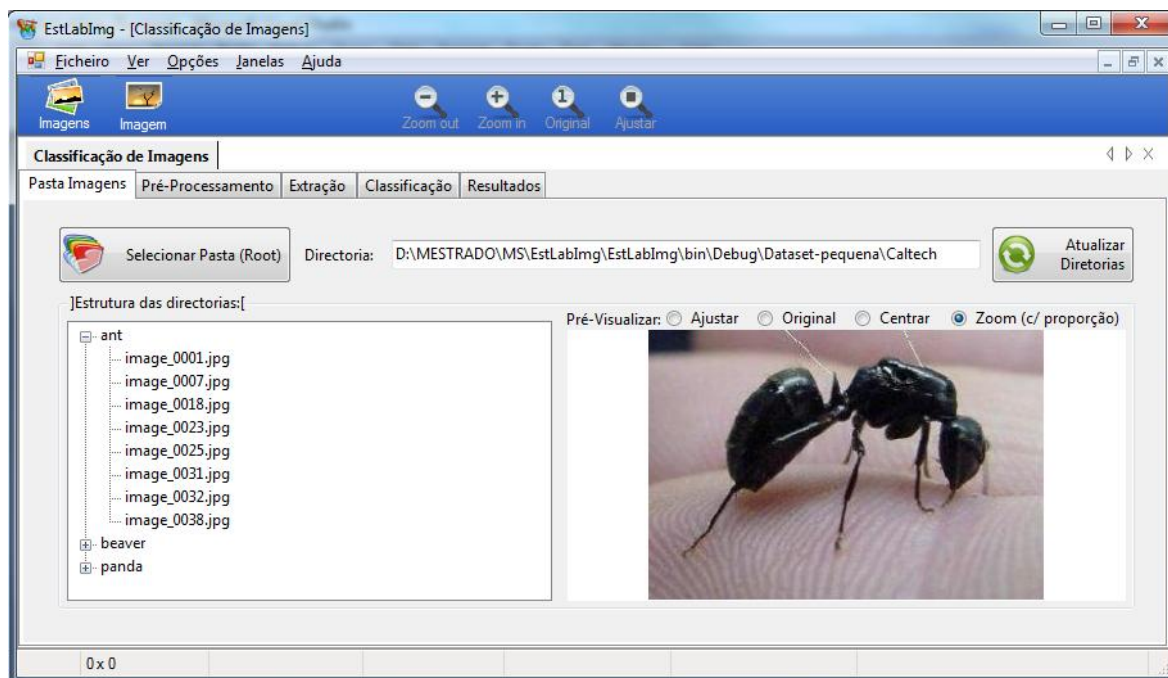 EstLabImg - [Classificação de Imagens]
Ficheiro Ver Opções Janelas Ajuda
Imagens Imagem Zoom out Zoom in 1 Original Ajustar
Classificação de Imagens
Pasta Imagens Pré-Processamento Extração Classificação Resultados
Selecionar Pasta (Root) Directoria: D:\MESTRADO\MS\EstLabImg\EstLabImg\bin\Debug\Dataset-pequena\Caltech Atualizar
Diretorias
]Estrutura das directorias:[
Pré-Visualizar: Ajustar Original Centrar Zoom (c/ proporção)
ant
image_0001.jpg
image_0007.jpg
image_0018.jpg
image_0023.jpg
image_0025.jpg
image_0031.jpg
image_0032.jpg
image_0038.jpg
beaver
panda
0 x 0